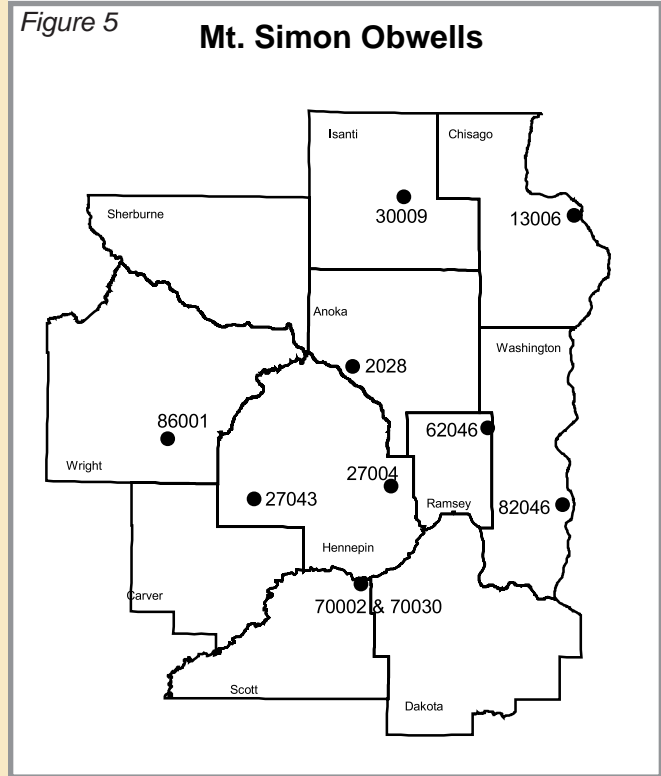 Figure 5
Mt. Simon Obwells
Isanti
Chisago
30009
13006
Sherburne
Anoka
2028
Washington
86001
62046
Wright
27004
27043
Ramsey
82046
Hennepin
Carver
70002 & 70030
Scott
Dakota